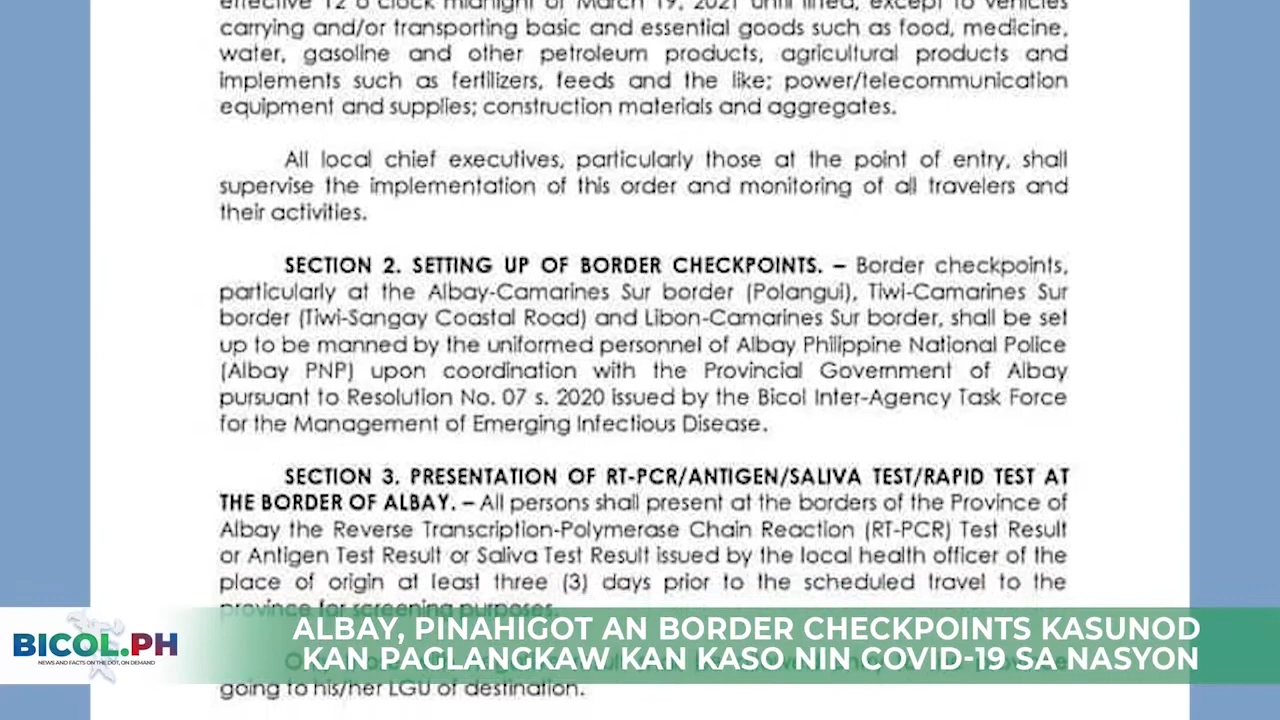 effective 12 o'clock midnight of March 19, 2021 until lifted, except to vehicles
carrying and/or transporting basic and essential goods such as food, medicine,
water, gasoline and other petroleum products, agricultural products and
implements such as fertilizers, feeds and the like; power/telecommunication
equipment and supplies; construction materials and aggregates.
All local chief executives, particularly those at the point of entry, shall
supervise the implementation of this order and monitoring of all travelers and
their activities.
SECTION 2. SETTING UP OF BORDER CHECKPOINTS. – Border checkpoints,
particularly at the Albay-Camarines Sur border (Polangui), Tiwi-Camarines Sur
border (Tiwi-Sangay Coastal Road) and Libon-Camarines Sur border, shall be set
up to be manned by the uniformed personnel of Albay Philippine National Police
(Albay PNP) upon coordination with the Provincial Government of Albay
pursuant to Resolution No. 07 s. 2020 issued by the Bicol Inter-Agency Task Force
for the Management of Emerging Infectious Disease.
SECTION 3. PRESENTATION OF RT-PCR/ANTIGEN/SALIVA TEST/RAPID TEST AT
THE BORDER OF ALBAY. – All persons shall present at the borders of the Province of
Albay the Reverse Transcription-Polymerase Chain Reaction (RT-PCR) Test Result
or Antigen Test Result or Saliva Test Result issued by the local health officer of the
place of origin at least three (3) days prior to the scheduled travel to the
province for screening purposes.
going to his/her LGU of destination.
BICOL.PH
NEWS AND FACTS ON THE DOT, ON DEMAND
ALBAY, PINAHIGOT AN BORDER CHECKPOINTS KASUNOD
KAN PAGLANGKAW KAN KASO NIN COVID-19 SA NASYON